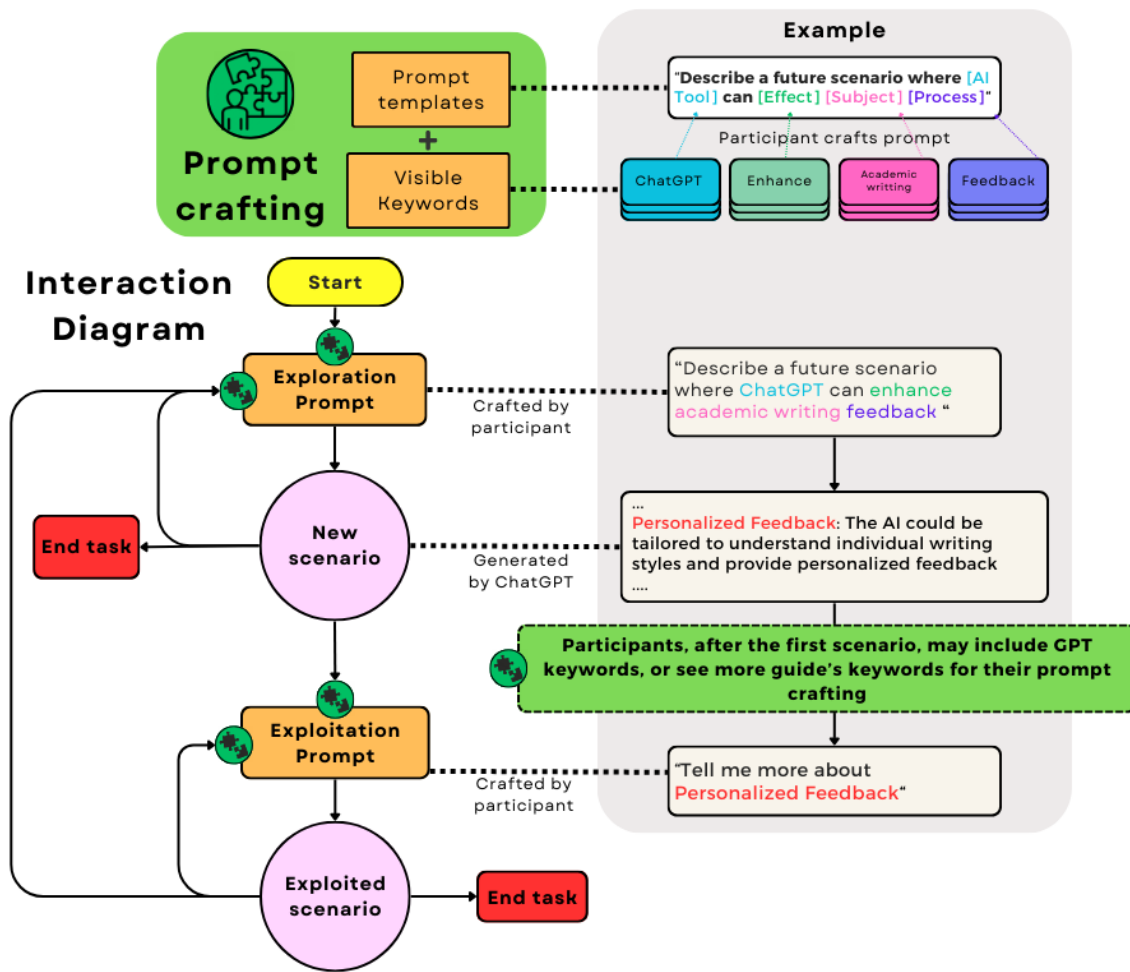 Example
Prompt
templates
+
Visible
Keywords
Prompt
crafting
"Describe a future scenario where [AI
Tool] can [Effect] [Subject] [Process]"
Participant crafts prompt
ChatGPT
Enhance
Academic
writting
Feedback
Interaction
Diagram
Start
Exploration
Prompt
Crafted by
participant
"Describe a future scenario
where ChatGPT can enhance
academic writing feedback "
New
scenario
End task
Generated
by ChatGPT
...
Personalized Feedback: The AI could be
tailored to understand individual writing
styles and provide personalized feedback
....
Participants, after the first scenario, may include GPT
keywords, or see more guide's keywords for their prompt
crafting
Exploitation
Prompt
Crafted by
participant
"Tell me more about
Personalized Feedback"
Exploited
scenario
End task